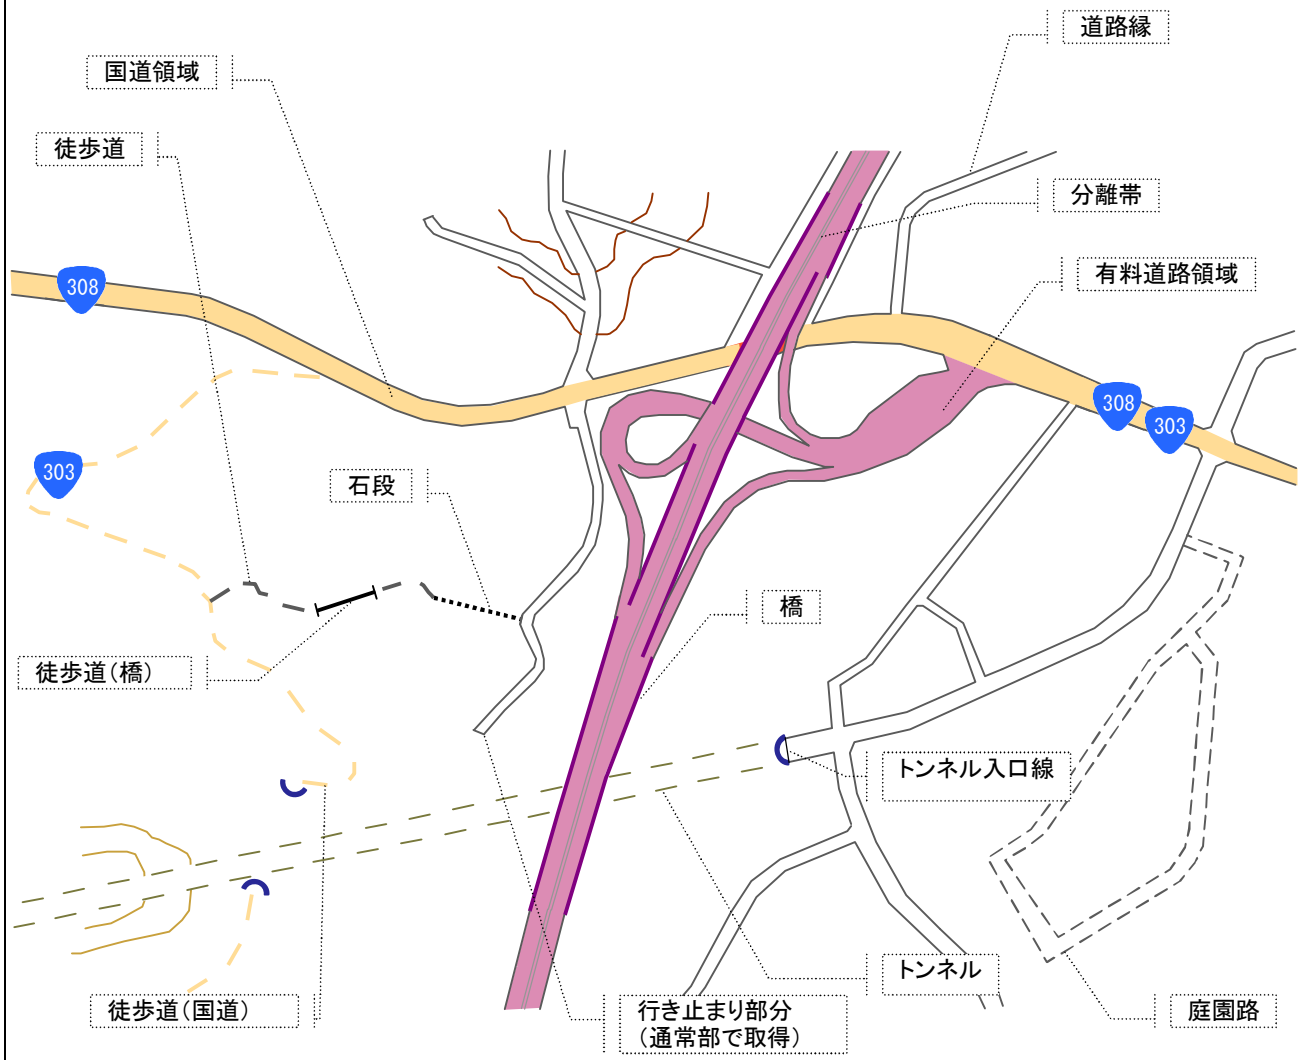 道路縁
国道領域
徒歩道
分離帯
有料道路領域
308
308
303
303
石段
橋
徒歩道（橋）
トンネル入口線
トンネル
徒歩道（国道）
行き止まり部分
（通常部で取得）
庭園路